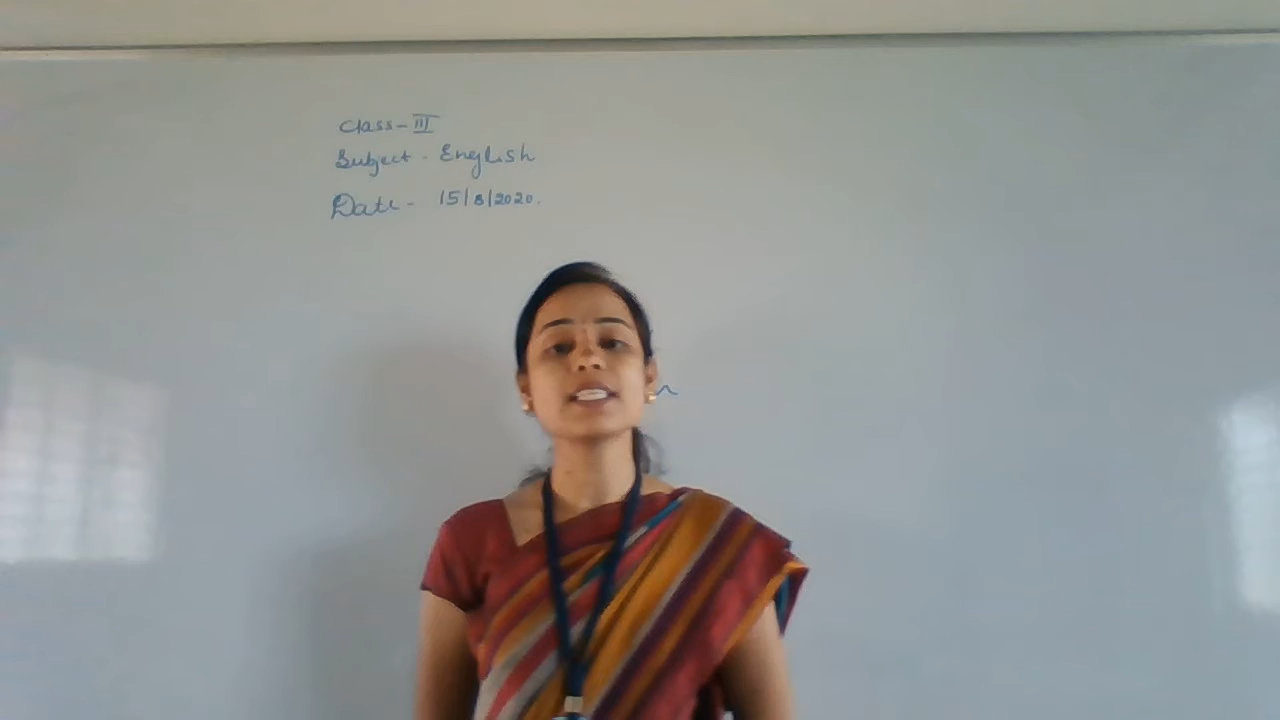 Class - III
Subject - English
Date - 15/8/2020.